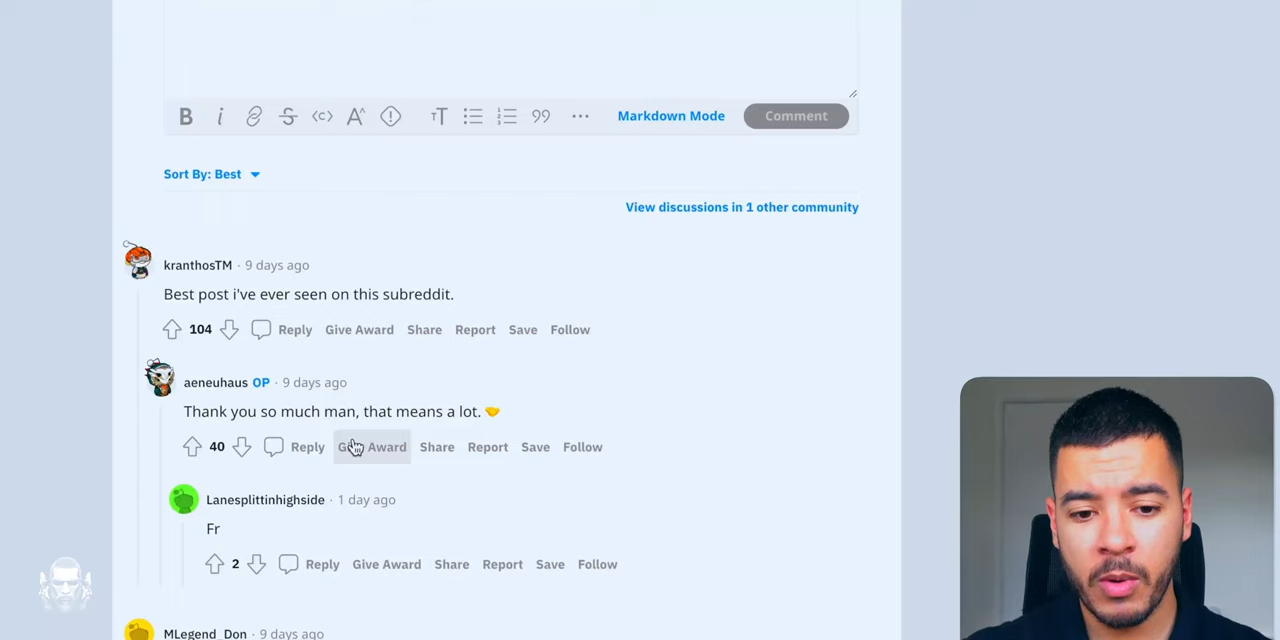 Markdown Mode
Comment
Sort By: Best
View discussions in 1 other community
kranthosTM · 9 days ago
Best post i've ever seen on this subreddit.
104 Reply Give Award Share Report Save Follow
aeneuhaus OP · 9 days ago
Thank you so much man, that means a lot. 🤝
40 Reply Give Award Share Report Save Follow
Lanesplittinhighside · 1 day ago
Fr
2 Reply Give Award Share Report Save Follow
MLegend_Don · 9 days ago